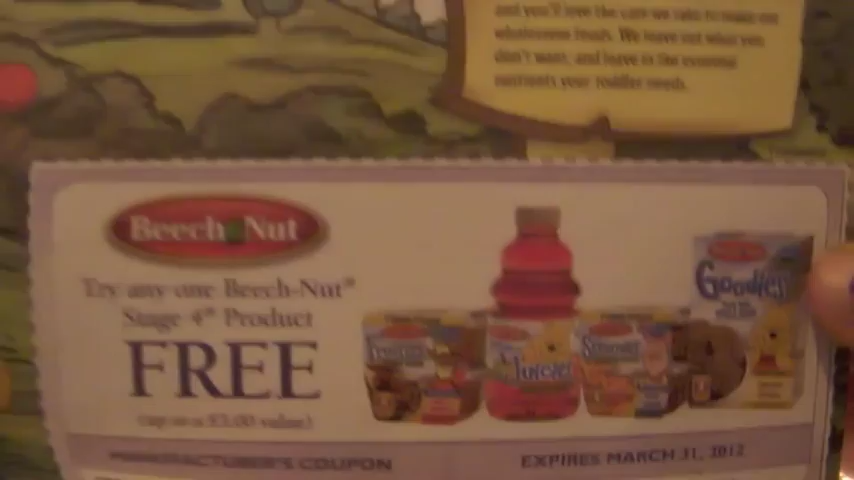 and you'll love the care we take to make our
wholesome foods. We leave out what you
don't want, and leave in the essential
nutrients your toddler needs.
Beech-Nut
Try any one Beech-Nut®
Stage 4® Product
FREE
(up to a $3.00 value)
Goodies
Juices
MANUFACTURER'S COUPON
EXPIRES MARCH 31, 2012